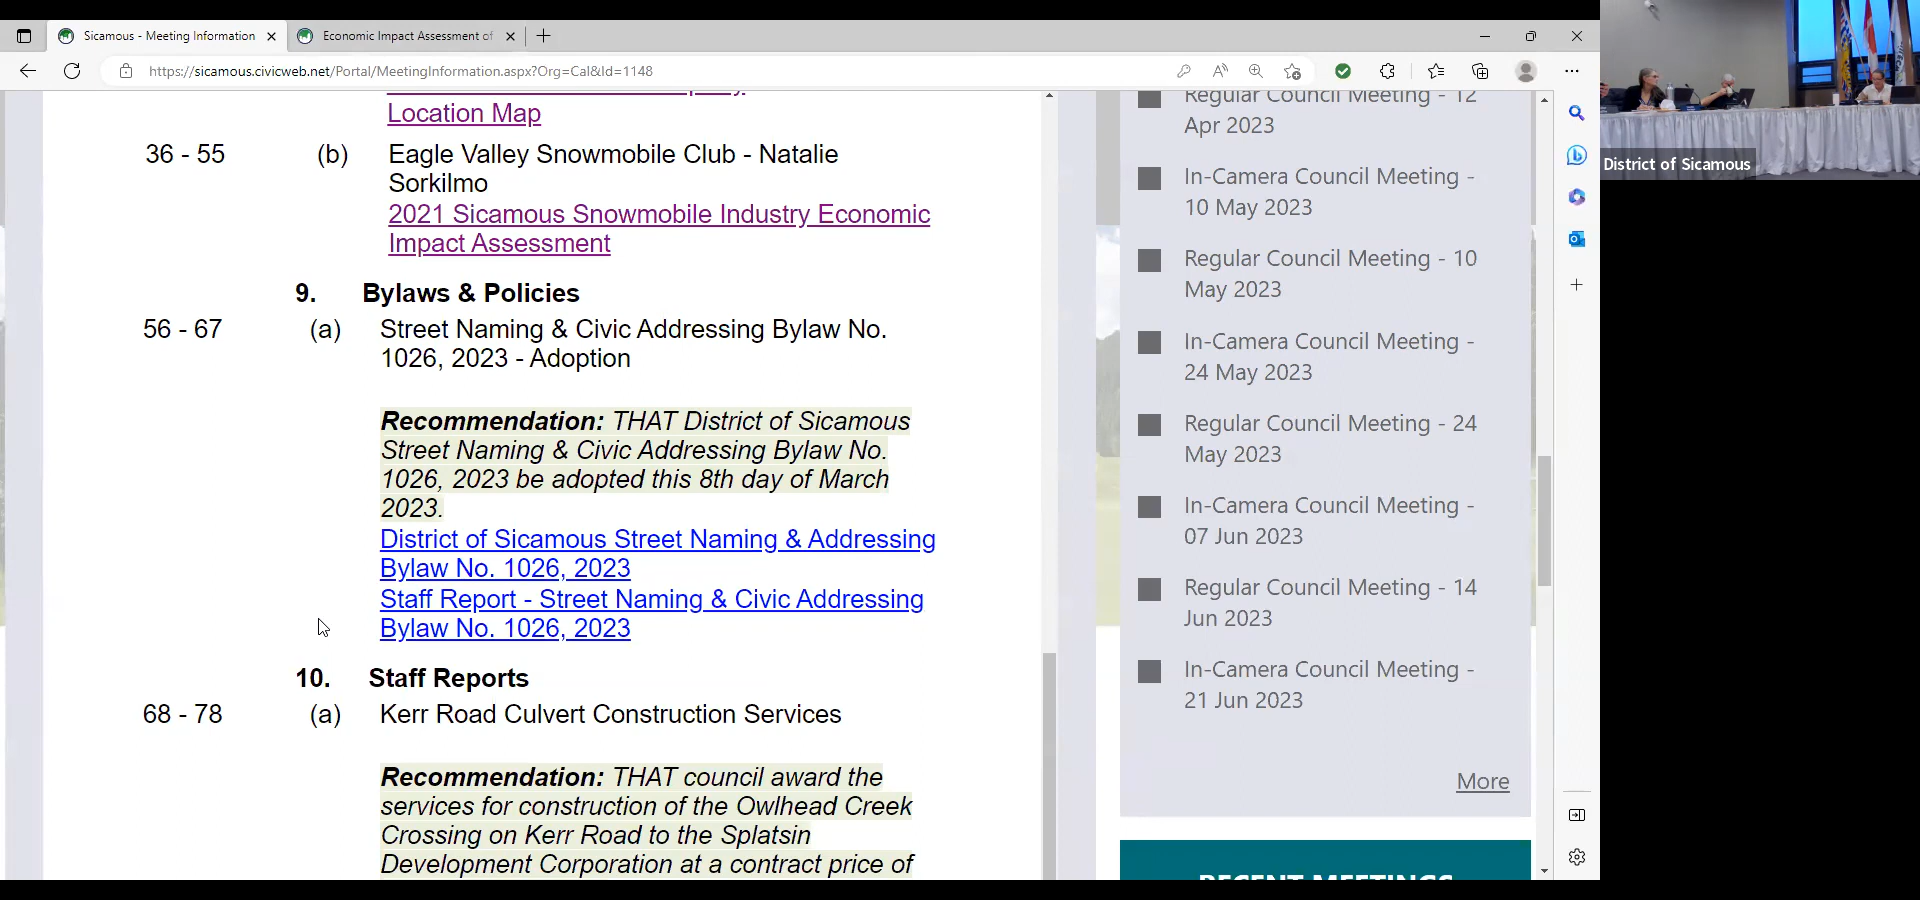 Sicamous - Meeting Information
Economic Impact Assessment of
https://sicamous.civicweb.net/Portal/MeetingInformation.aspx?Org=Cal&Id=1148
Location Map
36 - 55 (b) Eagle Valley Snowmobile Club - Natalie
Sorkilmo
2021 Sicamous Snowmobile Industry Economic
Impact Assessment
9. Bylaws & Policies
56 - 67 (a) Street Naming & Civic Addressing Bylaw No.
1026, 2023 - Adoption
Recommendation: THAT District of Sicamous
Street Naming & Civic Addressing Bylaw No.
1026, 2023 be adopted this 8th day of March
2023.
District of Sicamous Street Naming & Addressing
Bylaw No. 1026, 2023
Staff Report - Street Naming & Civic Addressing
Bylaw No. 1026, 2023
10. Staff Reports
68 - 78 (a) Kerr Road Culvert Construction Services
Recommendation: THAT council award the
services for construction of the Owlhead Creek
Crossing on Kerr Road to the Splatsin
Development Corporation at a contract price of
Regular Council Meeting - 12
Apr 2023
In-Camera Council Meeting -
10 May 2023
Regular Council Meeting - 10
May 2023
In-Camera Council Meeting -
24 May 2023
Regular Council Meeting - 24
May 2023
In-Camera Council Meeting -
07 Jun 2023
Regular Council Meeting - 14
Jun 2023
In-Camera Council Meeting -
21 Jun 2023
More
RECENT MEETINGS
District of Sicamous